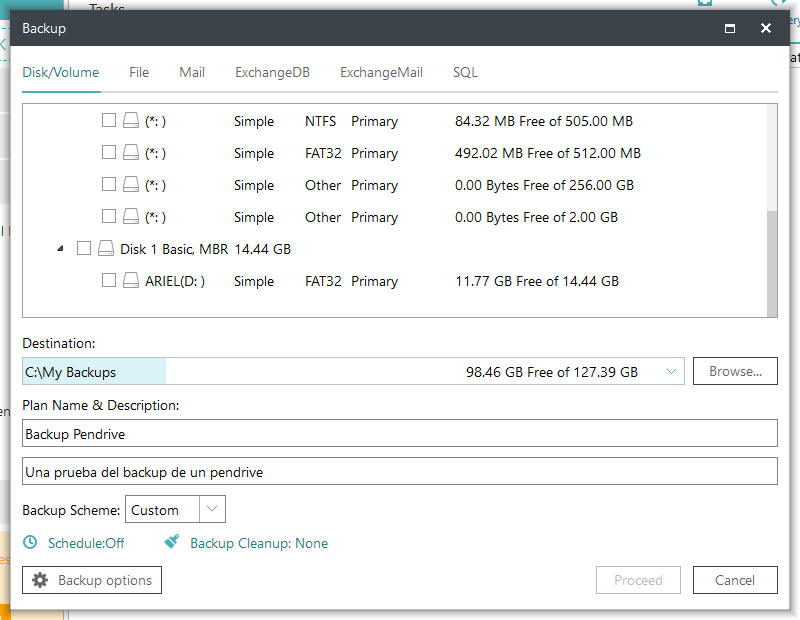 Tasks
Backup
Disk/Volume File Mail ExchangeDB ExchangeMail SQL
(*: ) Simple NTFS Primary 84.32 MB Free of 505.00 MB
(*: ) Simple FAT32 Primary 492.02 MB Free of 512.00 MB
(*: ) Simple Other Primary 0.00 Bytes Free of 256.00 GB
(*: ) Simple Other Primary 0.00 Bytes Free of 2.00 GB
Disk 1 Basic, MBR 14.44 GB
ARIEL(D: ) Simple FAT32 Primary 11.77 GB Free of 14.44 GB
Destination:
C:\My Backups 98.46 GB Free of 127.39 GB Browse...
Plan Name & Description:
Backup Pendrive
Una prueba del backup de un pendrive
Backup Scheme: Custom
Schedule:Off Backup Cleanup: None
Backup options Proceed Cancel